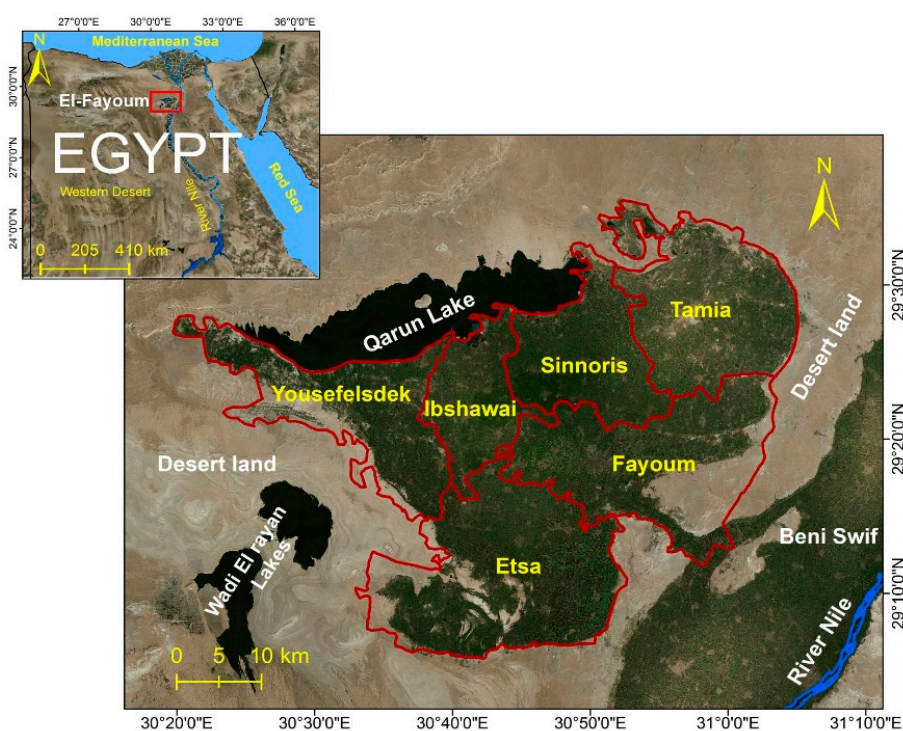 27°0'0"E 30°0'0"E 33°0'0"E 36°0'0"E
N
Mediterranean Sea
30°0'0"N
El-Fayoum
EGYPT
27°0'0"N
Western Desert
River Nile
Red Sea
24°0'0"N
0 205 410 km
N
29°30'0"N
Qarun Lake
Tamia
Desert land
Sinnoris
Yousefelsdek
Ibshawai
29°20'0"N
Desert land
Fayoum
Wadi El rayan
Lakes
Beni Swif
Etsa
29°10'0"N
River Nile
0 5 10 km
30°20'0"E 30°30'0"E 30°40'0"E 30°50'0"E 31°0'0"E 31°10'0"E